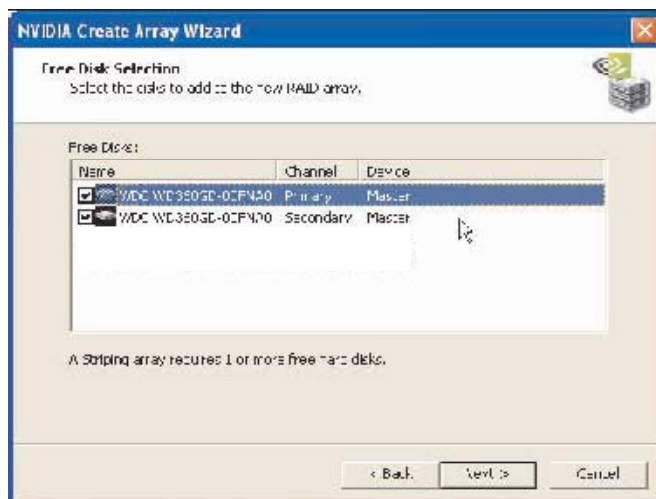 NVIDIA Create Array Wizard
Free Disk Selection
Select the disks to add to the new RAID array.
Free Disks:
Name Channel Device
Primary Master
Secondary Master
A Striping array requires 1 or more free hard disks.
< Back Next > Cancel